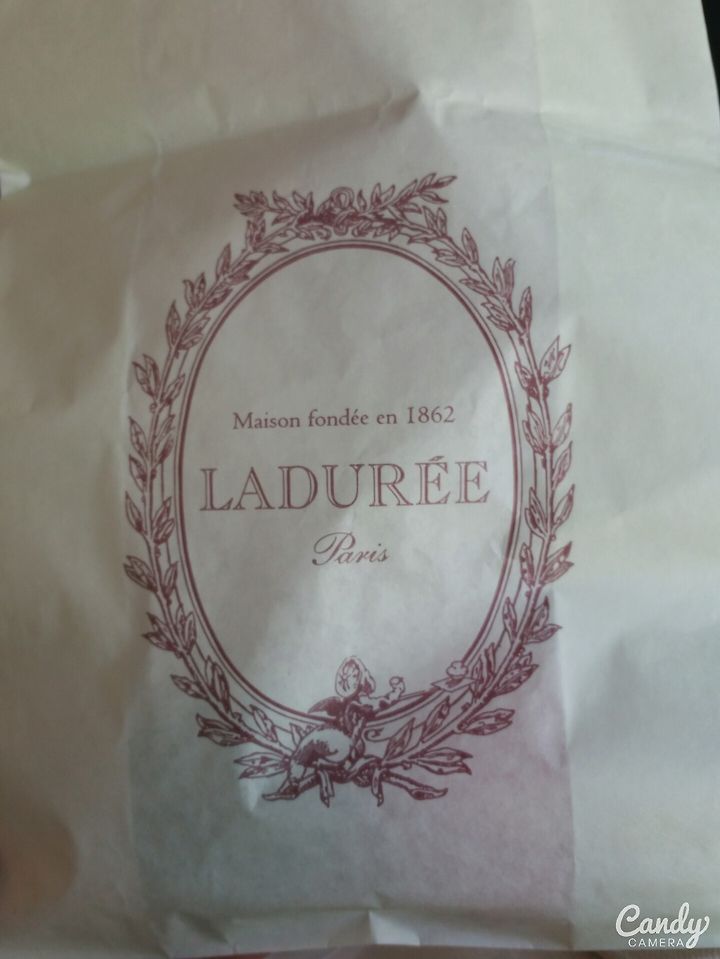 Maison fondée en 1862
LADURÉE
Paris
Candy
CAMERA